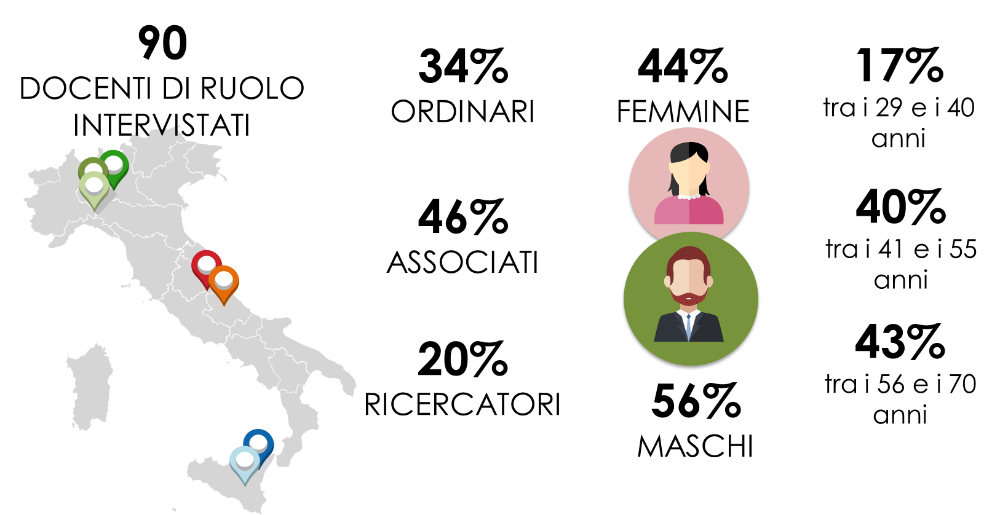 90
DOCENTI DI RUOLO
INTERVISTATI
34%
ORDINARI
46%
ASSOCIATI
20%
RICERCATORI
44%
FEMMINE
56%
MASCHI
17%
tra i 29 e i 40
anni
40%
tra i 41 e i 55
anni
43%
tra i 56 e i 70
anni